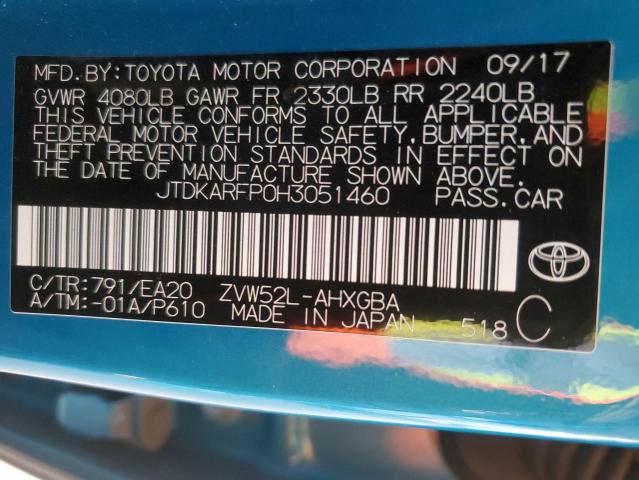 MFD.BY:TOYOTA MOTOR CORPORATION 09/17
GVWR 4080LB GAWR FR 2330LB RR 2240LB
THIS VEHICLE CONFORMS TO ALL APPLICABLE
FEDERAL MOTOR VEHICLE SAFETY,BUMPER,AND
THEFT PREVENTION STANDARDS IN EFFECT ON
THE DATE OF MANUFACTURE SHOWN ABOVE.
JTDKARFP0H3051460 PASS.CAR
C/TR:791/EA20 ZVW52L-AHXGBA
A/TM:-01A/P610 MADE IN JAPAN 518 C